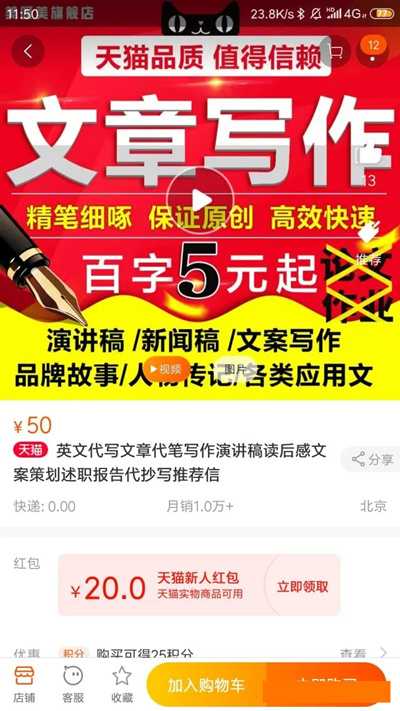 11:50
旗舰店
23.8K/s
4G
77
12
天猫品质 值得信赖
文章写作
13
精笔细啄 保证原创 高效快速
推荐
百字5元起
演讲稿/新闻稿/文案写作
品牌故事/人物传记/各类应用文
视频
图片
¥50
分享
天猫 英文代写文章代笔写作演讲稿读后感文
案策划述职报告代抄写推荐信
快递: 0.00
月销1.0万+
北京
红包
¥20.0
天猫新人红包
天猫实物商品可用
立即领取
优惠
积分
购买可得25积分
查看
店铺
客服
收藏
加入购物车
立即购买